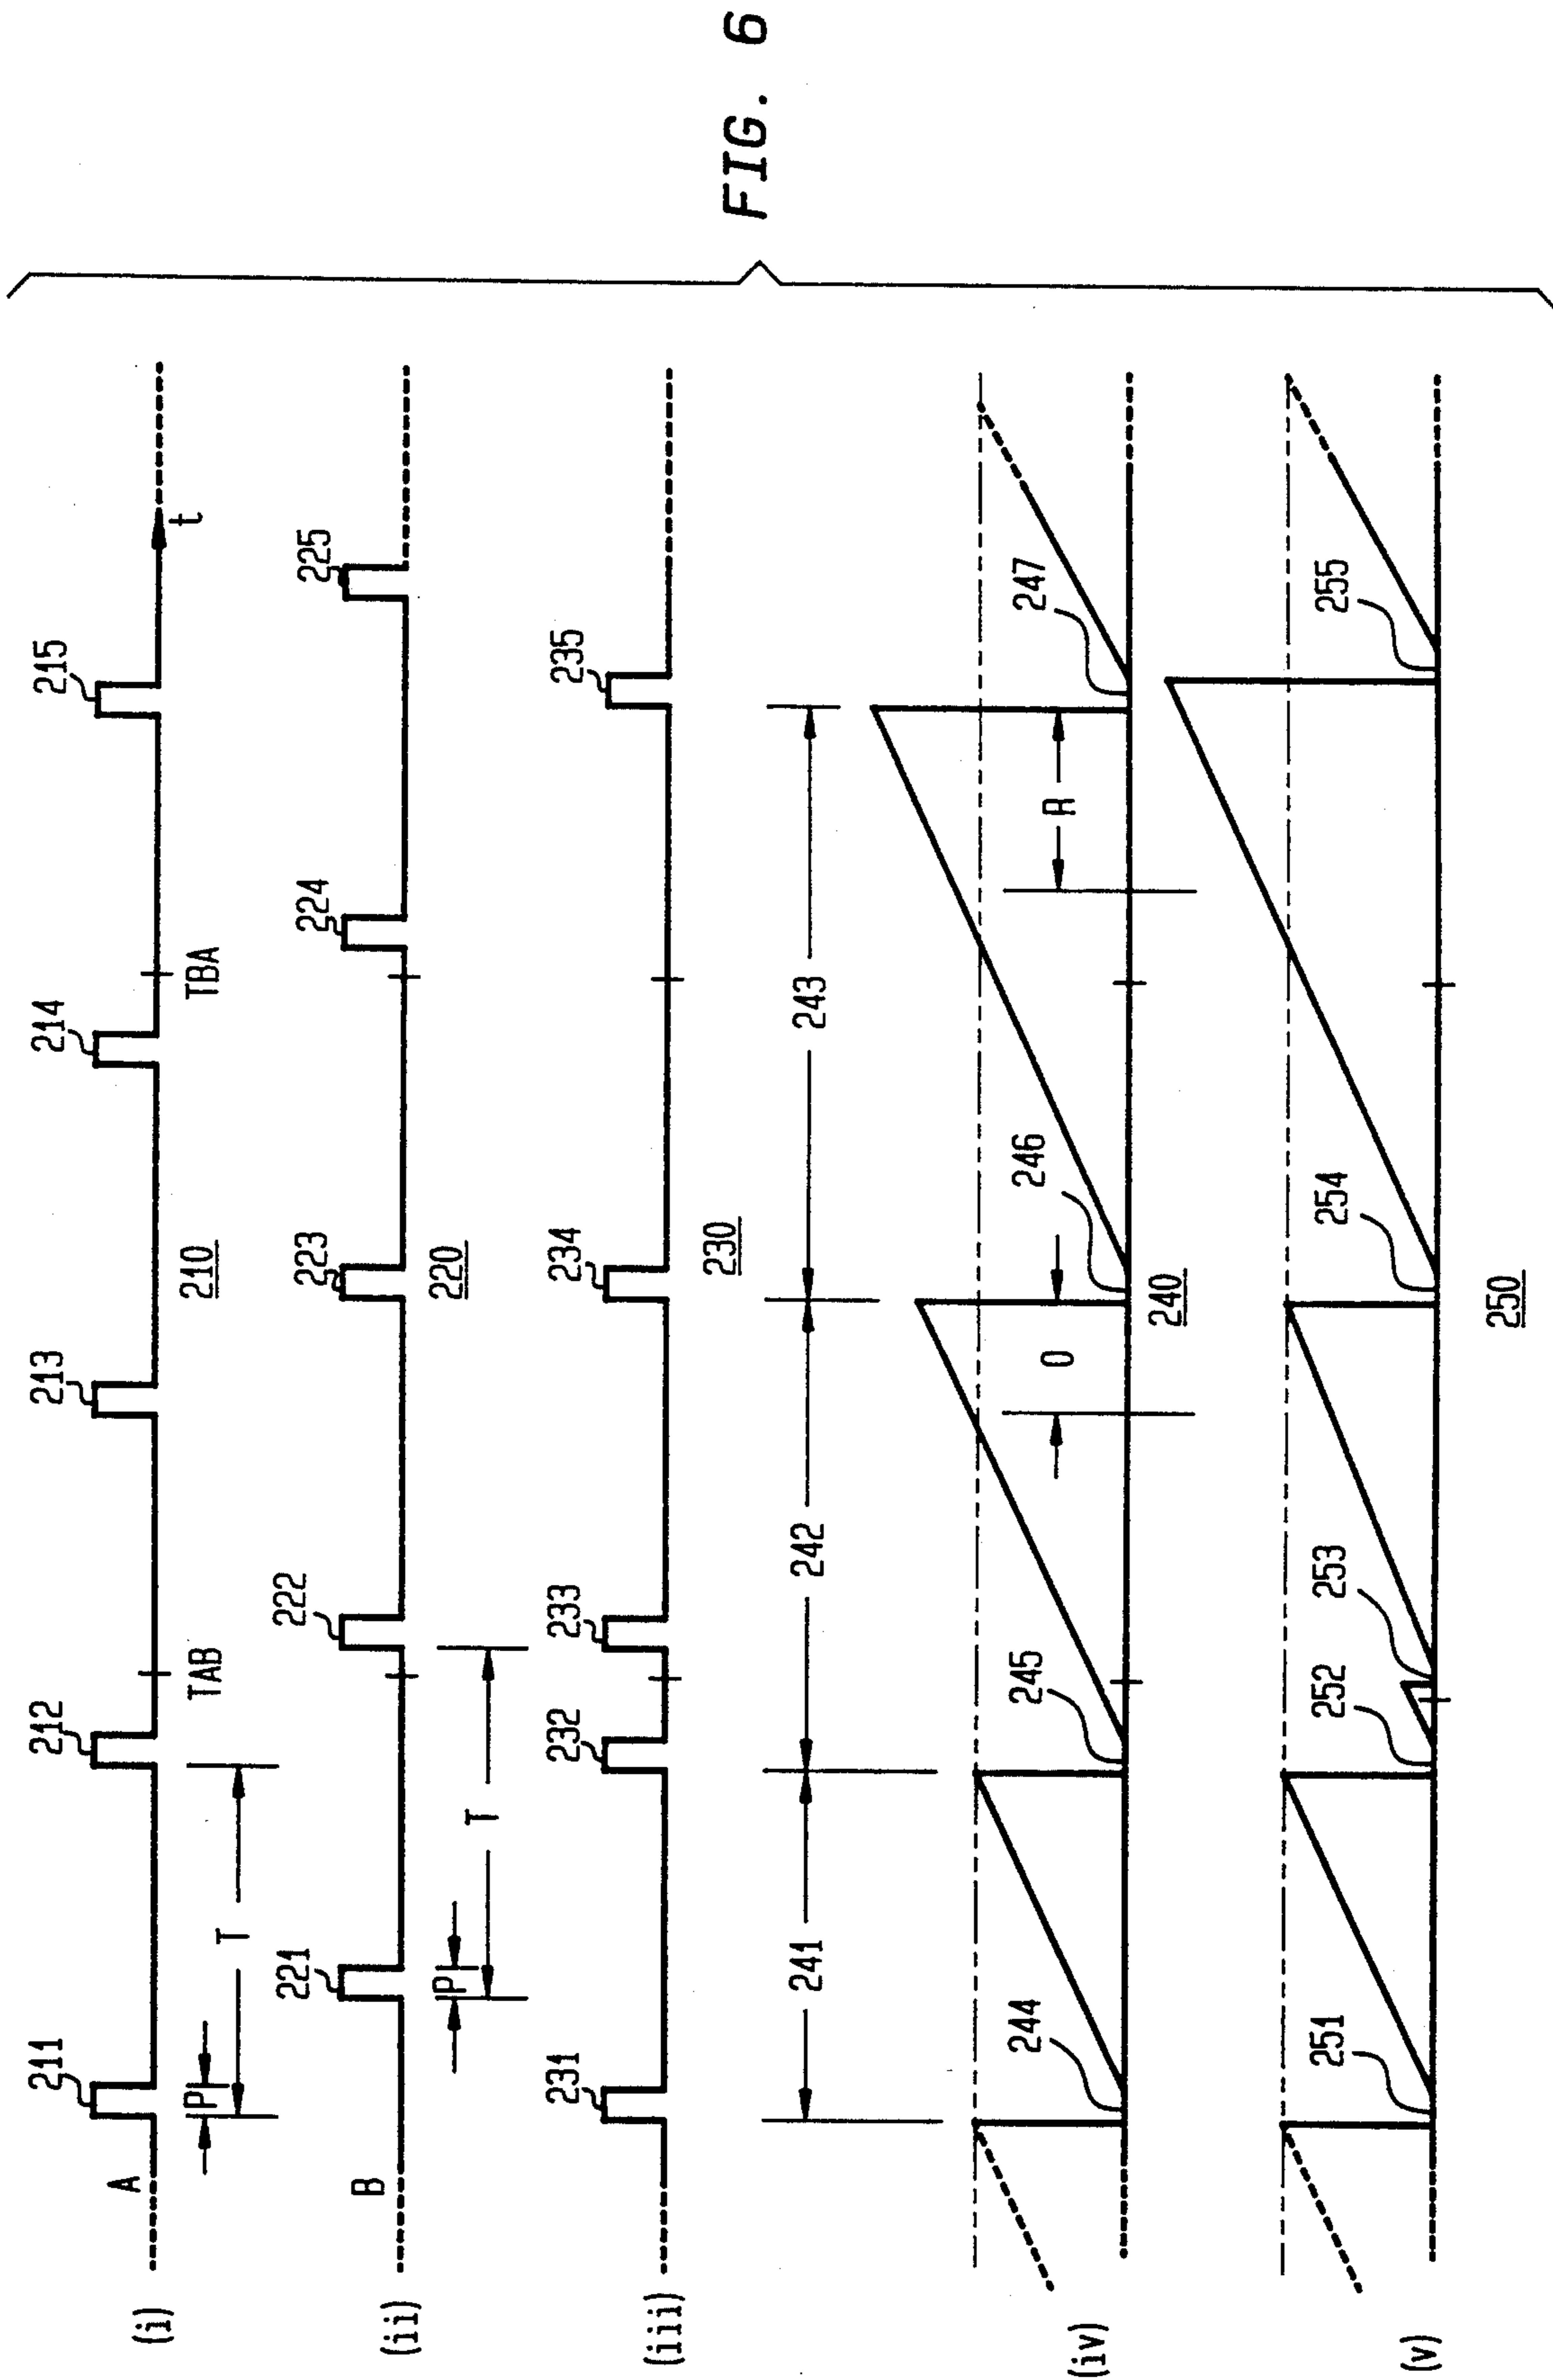 FIG. 6
(i) A 211 212 213 214 215
P T TAB TBA t
210
(ii) B 221 222 223 224 225
P T
220
(iii) 231 232 233 234 235
230
241 242 243
(iv) 244 245 246 247
O R
240
(v) 251 252 253 254 255
250